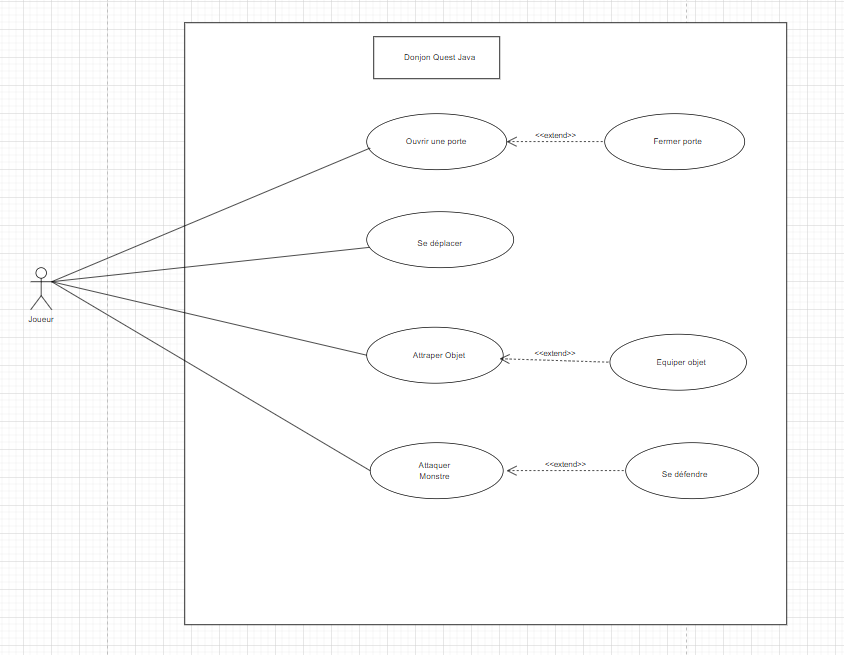 Donjon Quest Java
Ouvrir une porte
<<extend>>
Fermer porte
Se déplacer
Joueur
Attraper Objet
<<extend>>
Equiper objet
Attaquer
Monstre
<<extend>>
Se défendre